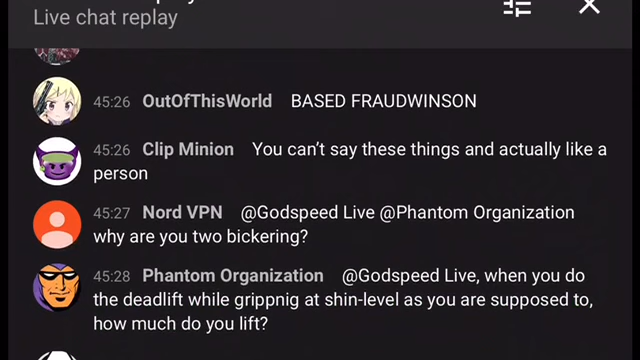 Live chat replay
45:26 OutOfThisWorld BASED FRAUDWINSON
45:26 Clip Minion You can't say these things and actually like a
person
45:27 Nord VPN @Godspeed Live @Phantom Organization
why are you two bickering?
45:28 Phantom Organization @Godspeed Live, when you do
the deadlift while grippnig at shin-level as you are supposed to,
how much do you lift?